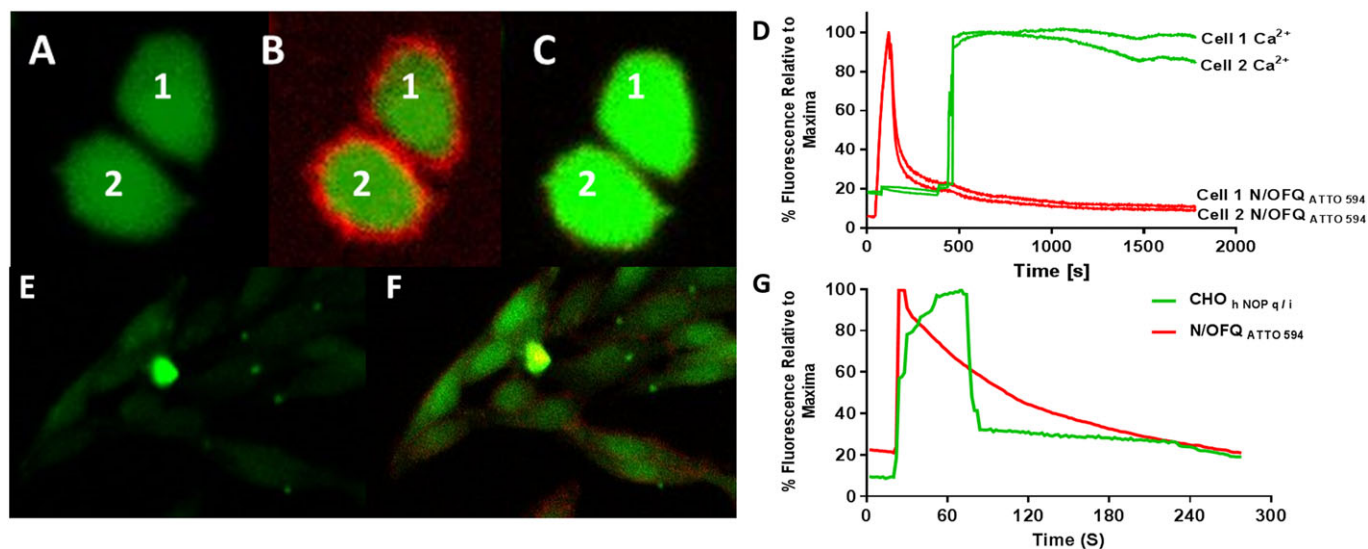 A
1
2
B
1
2
C
1
2
D
% Fluorescence Relative to
Maxima
100
80
60
40
20
0
0 500 1000 1500 2000
Time [s]
Cell 1 Ca²⁺
Cell 2 Ca²⁺
Cell 1 N/OFQ ATTO 594
Cell 2 N/OFQ ATTO 594
E
F
G
% Fluorescence Relative to
Maxima
100
80
60
40
20
0
0 60 120 180 240 300
Time (S)
CHO h NOP q / i
N/OFQ ATTO 594